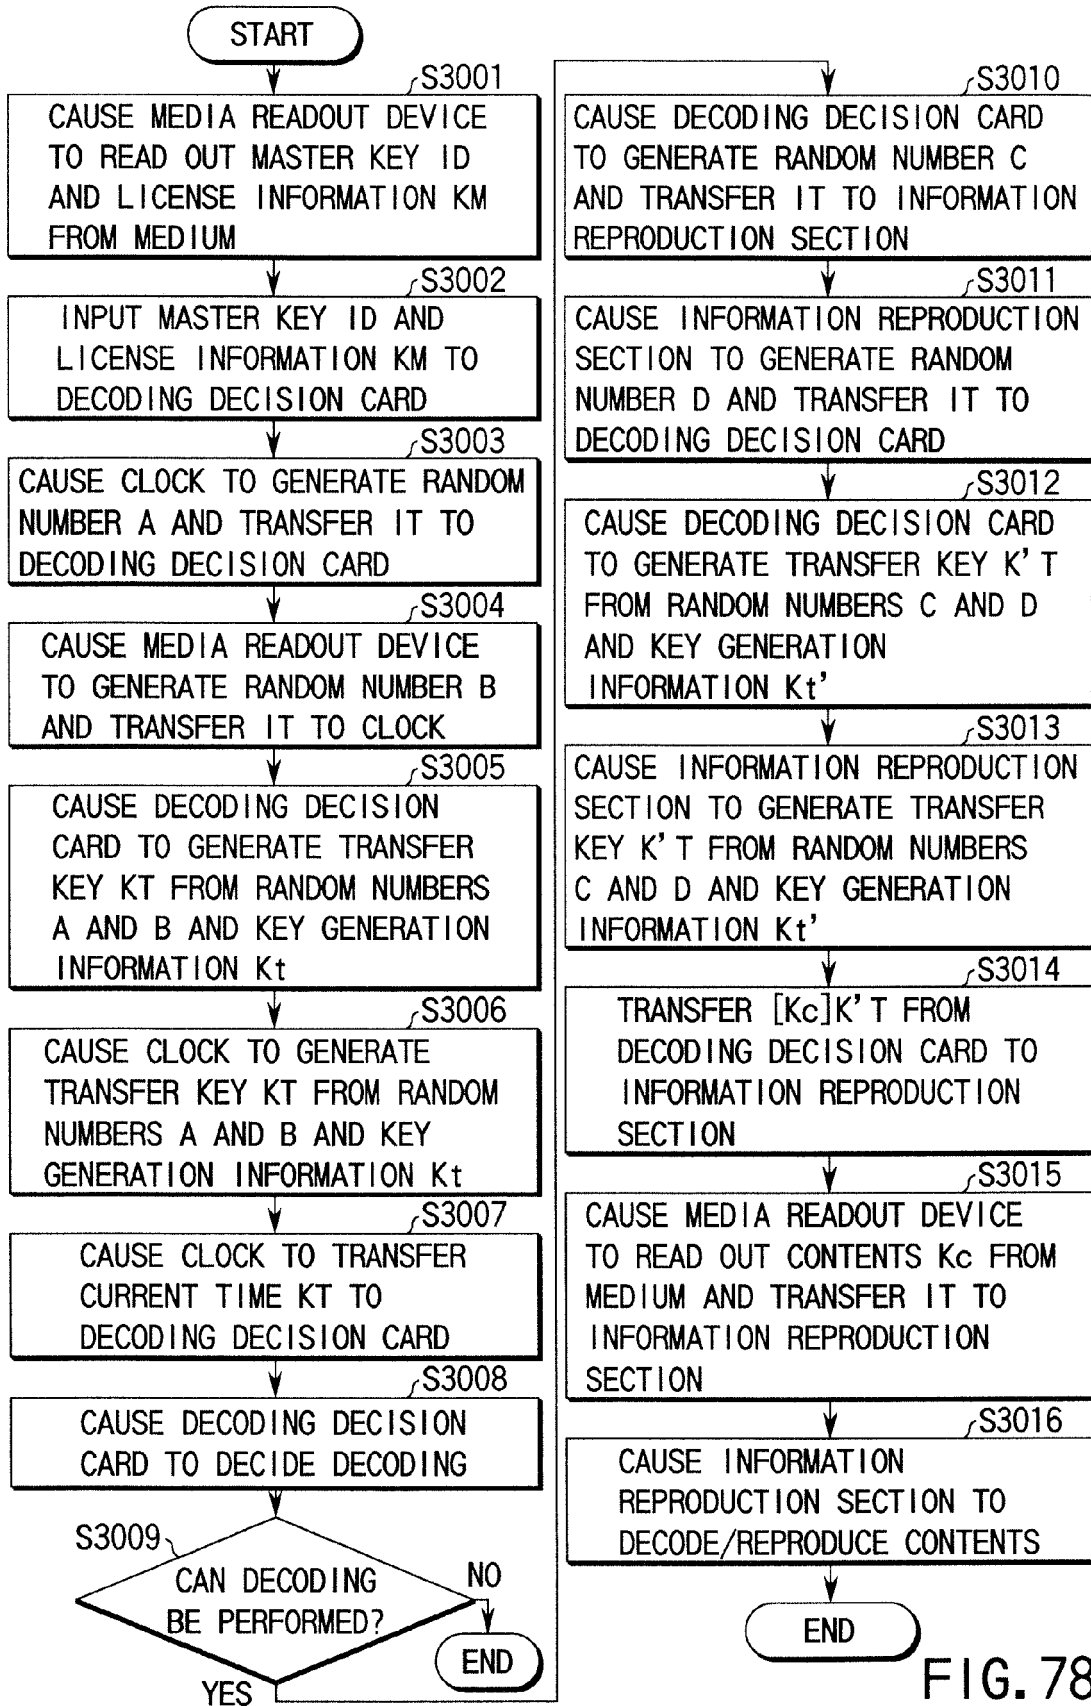 START
S3001
CAUSE MEDIA READOUT DEVICE
TO READ OUT MASTER KEY ID
AND LICENSE INFORMATION KM
FROM MEDIUM
S3002
INPUT MASTER KEY ID AND
LICENSE INFORMATION KM TO
DECODING DECISION CARD
S3003
CAUSE CLOCK TO GENERATE RANDOM
NUMBER A AND TRANSFER IT TO
DECODING DECISION CARD
S3004
CAUSE MEDIA READOUT DEVICE
TO GENERATE RANDOM NUMBER B
AND TRANSFER IT TO CLOCK
S3005
CAUSE DECODING DECISION
CARD TO GENERATE TRANSFER
KEY KT FROM RANDOM NUMBERS
A AND B AND KEY GENERATION
INFORMATION Kt
S3006
CAUSE CLOCK TO GENERATE
TRANSFER KEY KT FROM RANDOM
NUMBERS A AND B AND KEY
GENERATION INFORMATION Kt
S3007
CAUSE CLOCK TO TRANSFER
CURRENT TIME KT TO
DECODING DECISION CARD
S3008
CAUSE DECODING DECISION
CARD TO DECIDE DECODING
S3009
CAN DECODING
BE PERFORMED?
NO
END
YES
S3010
CAUSE DECODING DECISION CARD
TO GENERATE RANDOM NUMBER C
AND TRANSFER IT TO INFORMATION
REPRODUCTION SECTION
S3011
CAUSE INFORMATION REPRODUCTION
SECTION TO GENERATE RANDOM
NUMBER D AND TRANSFER IT TO
DECODING DECISION CARD
S3012
CAUSE DECODING DECISION CARD
TO GENERATE TRANSFER KEY K'T
FROM RANDOM NUMBERS C AND D
AND KEY GENERATION
INFORMATION Kt'
S3013
CAUSE INFORMATION REPRODUCTION
SECTION TO GENERATE TRANSFER
KEY K'T FROM RANDOM NUMBERS
C AND D AND KEY GENERATION
INFORMATION Kt'
S3014
TRANSFER [Kc]K'T FROM
DECODING DECISION CARD TO
INFORMATION REPRODUCTION
SECTION
S3015
CAUSE MEDIA READOUT DEVICE
TO READ OUT CONTENTS Kc FROM
MEDIUM AND TRANSFER IT TO
INFORMATION REPRODUCTION
SECTION
S3016
CAUSE INFORMATION
REPRODUCTION SECTION TO
DECODE/REPRODUCE CONTENTS
END
FIG. 78